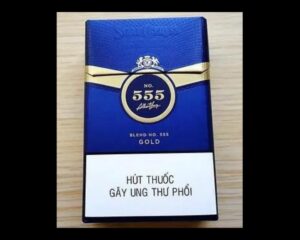 NO.
555
BLEND NO. 555
GOLD
HÚT THUỐC
GÂY UNG THƯ PHỔI